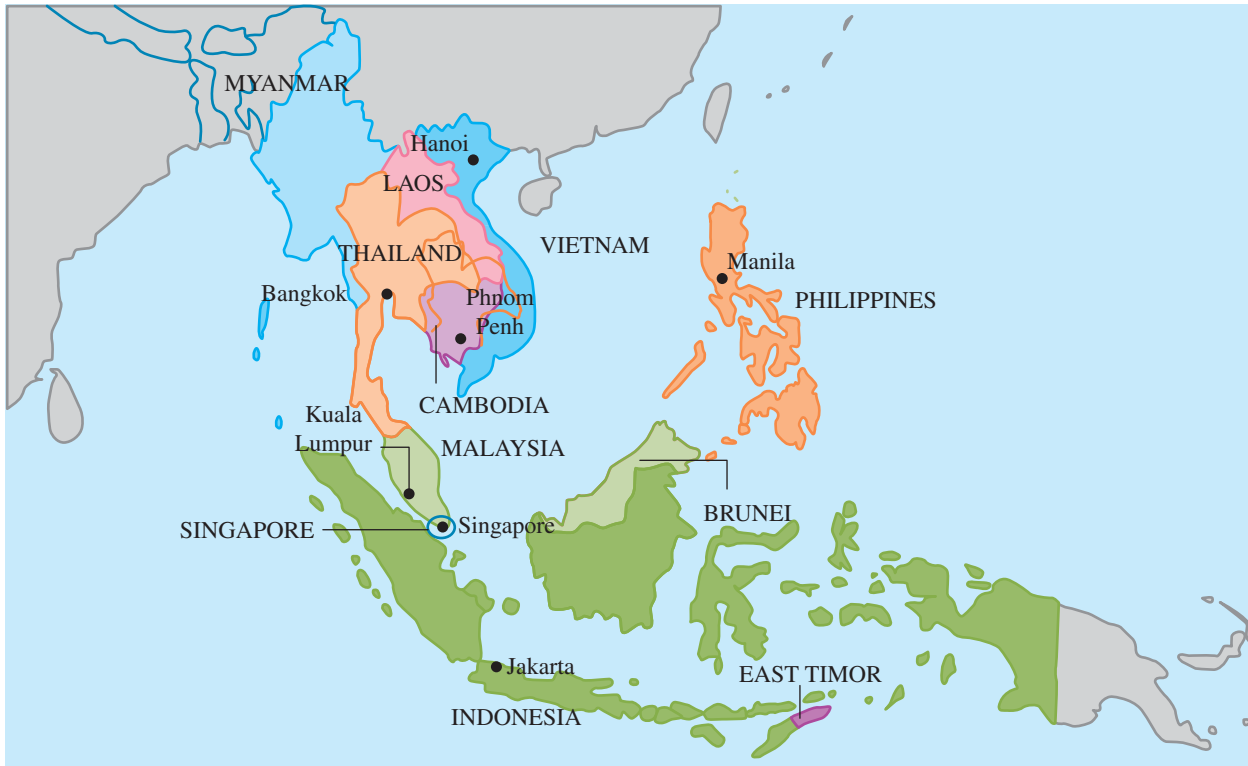 MYANMAR
Hanoi
LAOS
VIETNAM
THAILAND
Manila
Bangkok
Phnom
Penh
PHILIPPINES
CAMBODIA
Kuala
Lumpur
MALAYSIA
BRUNEI
SINGAPORE
Singapore
Jakarta
EAST TIMOR
INDONESIA